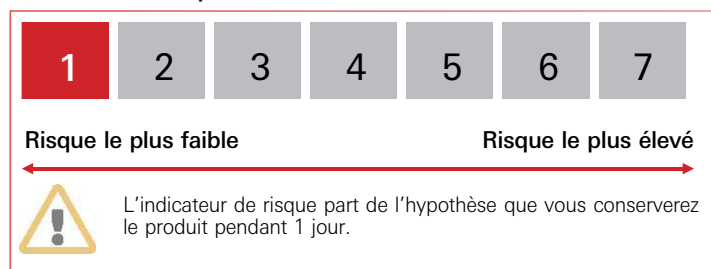 1 2 3 4 5 6 7
Risque le plus faible Risque le plus élevé
L'indicateur de risque part de l'hypothèse que vous conserverez
le produit pendant 1 jour.